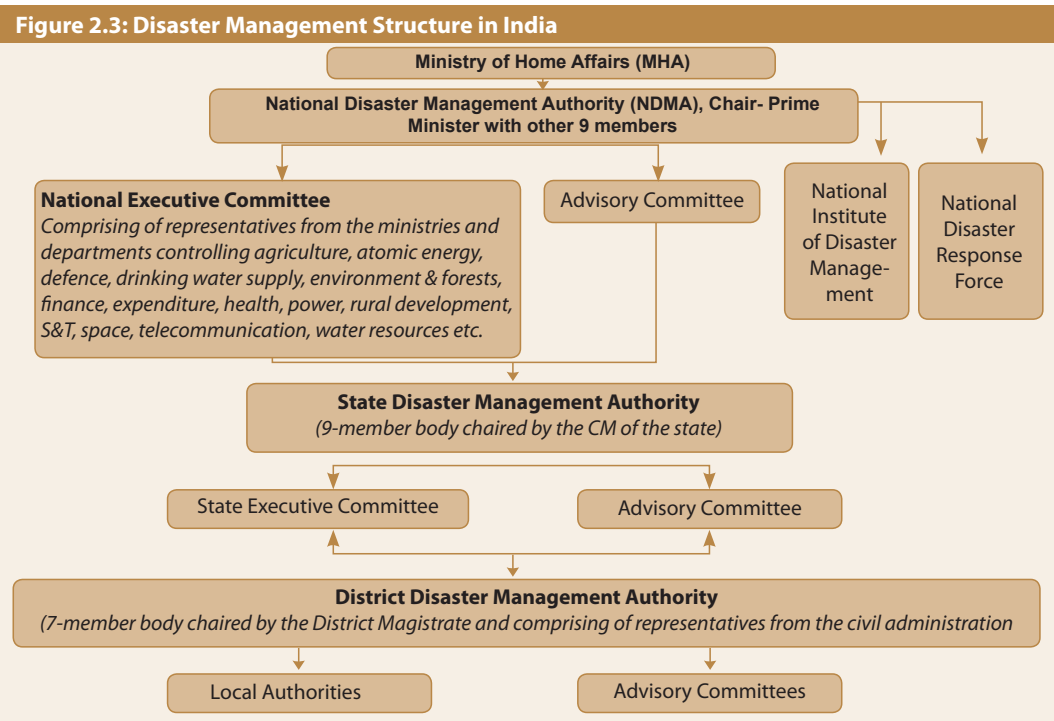 Figure 2.3: Disaster Management Structure in India
Ministry of Home Affairs (MHA)
National Disaster Management Authority (NDMA), Chair- Prime
Minister with other 9 members
National Executive Committee
Comprising of representatives from the ministries and
departments controlling agriculture, atomic energy,
defence, drinking water supply, environment & forests,
finance, expenditure, health, power, rural development,
S&T, space, telecommunication, water resources etc.
Advisory Committee
National
Institute
of Disaster
Manage-
ment
National
Disaster
Response
Force
State Disaster Management Authority
(9-member body chaired by the CM of the state)
State Executive Committee
Advisory Committee
District Disaster Management Authority
(7-member body chaired by the District Magistrate and comprising of representatives from the civil administration
Local Authorities
Advisory Committees